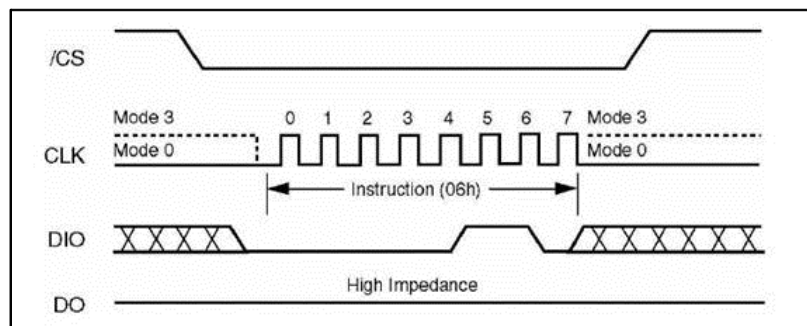 /CS
Mode 3 0 1 2 3 4 5 6 7 Mode 3
CLK Mode 0 Mode 0
Instruction (06h)
DIO
High Impedance
DO